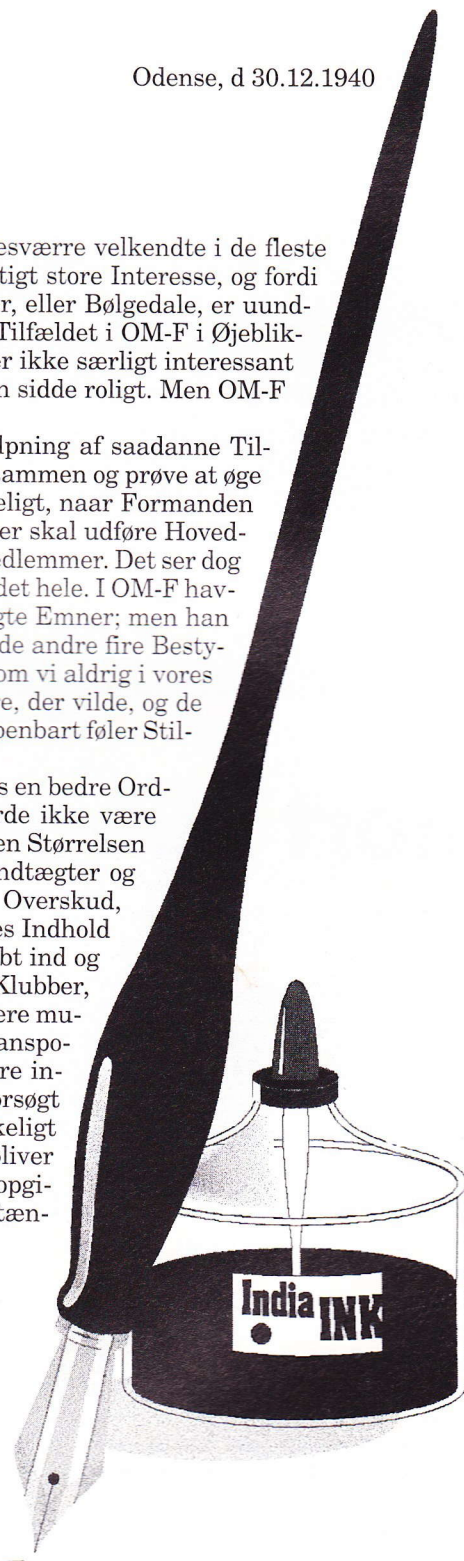 Odense, d 30.12.1940
esværre velkendte i de fleste
tigt store Interesse, og fordi
r, eller Bølgedale, er uund-
Tilfældet i OM-F i Øjeblik-
er ikke særligt interessant
n sidde roligt. Men OM-F
lpning af saadanne Til-
sammen og prøve at øge
eligt, naar Formanden
er skal udføre Hoved-
edlemmer. Det ser dog
det hele. I OM-F hav-
gte Emner; men han
de andre fire Besty-
om vi aldrig i vores
e, der vilde, og de
benbart føler Stil-
s en bedre Ord-
rde ikke være
en Størrelsen
ndtægter og
Overskud,
es Indhold
bt ind og
Klubber,
ere mu-
anspo-
re in-
orsøgt
keligt
bliver
opgi-
tæn-
India INK